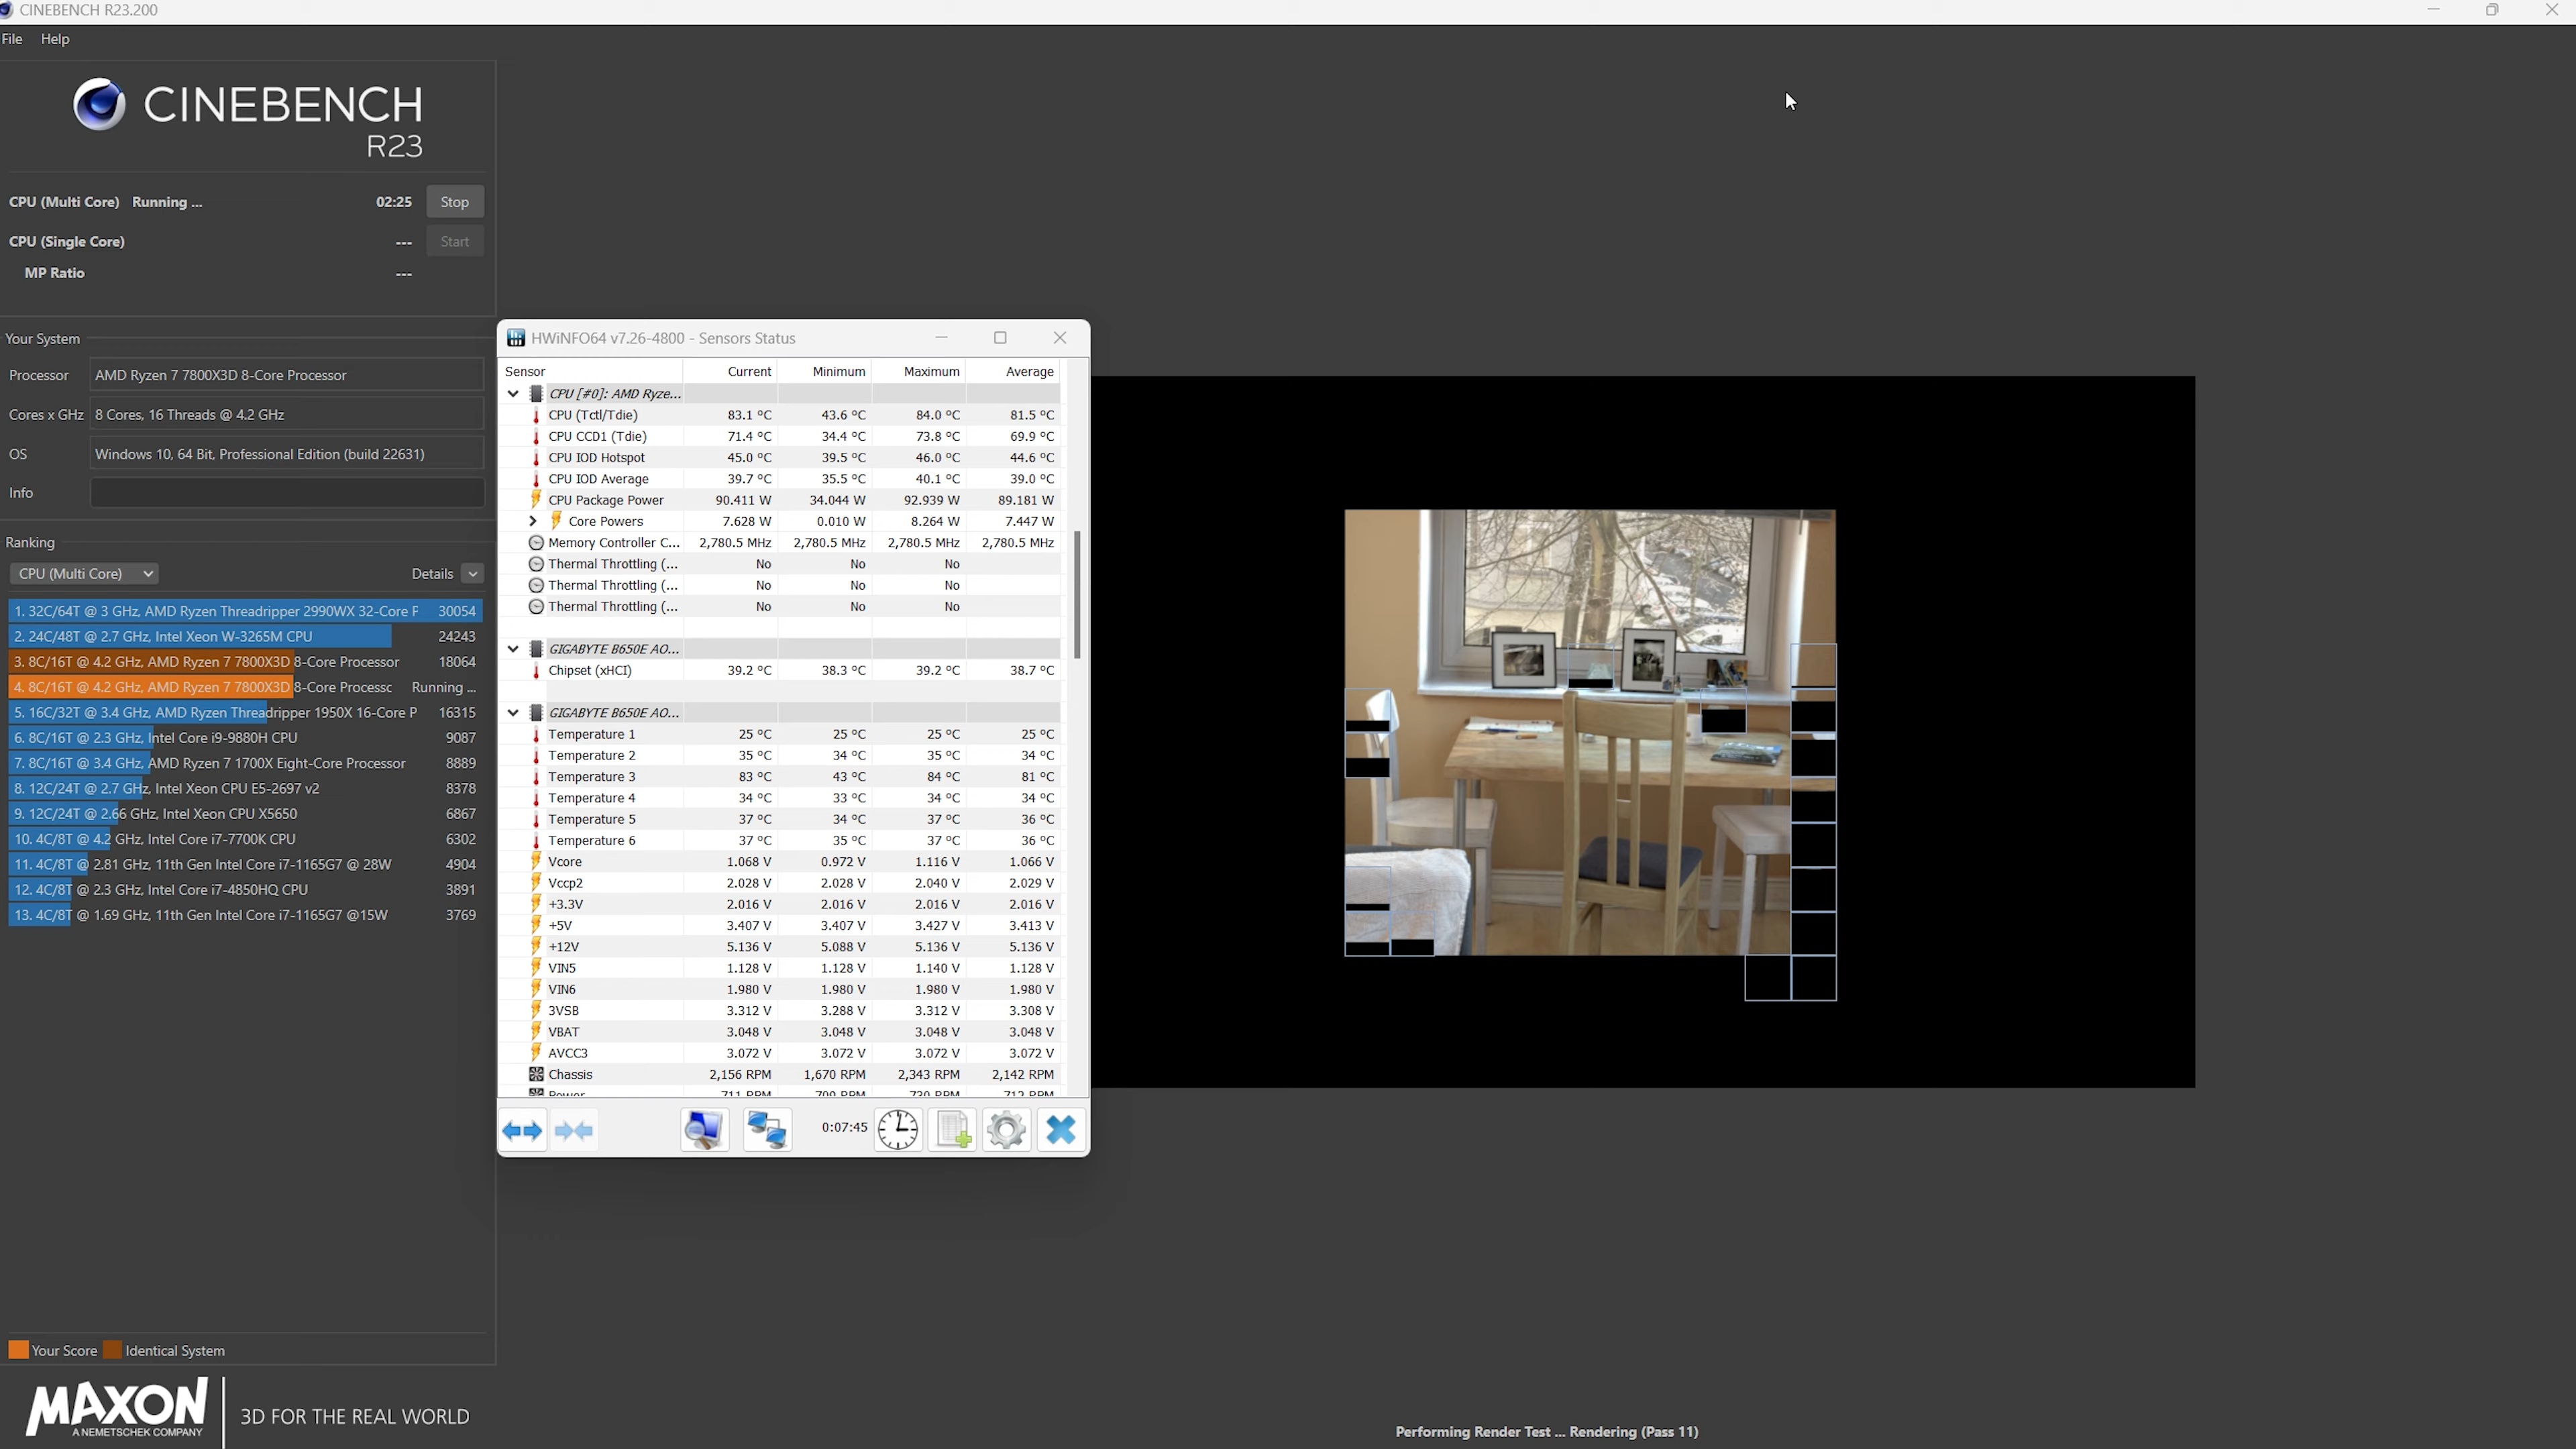 CINEBENCH R23.200
File Help
CINEBENCH
R23
CPU (Multi Core) Running ... 02:25 Stop
CPU (Single Core) --- Start
MP Ratio ---
Your System
Processor AMD Ryzen 7 7800X3D 8-Core Processor
Cores x GHz 8 Cores, 16 Threads @ 4.2 GHz
OS Windows 10, 64 Bit, Professional Edition (build 22631)
Info
Ranking
CPU (Multi Core) Details
1. 32C/64T @ 3 GHz, AMD Ryzen Threadripper 2990WX 32-Core P 30054
2. 24C/48T @ 2.7 GHz, Intel Xeon W-3265M CPU 24243
3. 8C/16T @ 4.2 GHz, AMD Ryzen 7 7800X3D 8-Core Processor 18064
4. 8C/16T @ 4.2 GHz, AMD Ryzen 7 7800X3D 8-Core Processc Running ...
5. 16C/32T @ 3.4 GHz, AMD Ryzen Threadripper 1950X 16-Core P 16315
6. 8C/16T @ 2.3 GHz, Intel Core i9-9880H CPU 9087
7. 8C/16T @ 3.4 GHz, AMD Ryzen 7 1700X Eight-Core Processor 8889
8. 12C/24T @ 2.7 GHz, Intel Xeon CPU E5-2697 v2 8378
9. 12C/24T @ 2.66 GHz, Intel Xeon CPU X5650 6867
10. 4C/8T @ 4.2 GHz, Intel Core i7-7700K CPU 6302
11. 4C/8T @ 2.81 GHz, 11th Gen Intel Core i7-1165G7 @ 28W 4904
12. 4C/8T @ 2.3 GHz, Intel Core i7-4850HQ CPU 3891
13. 4C/8T @ 1.69 GHz, 11th Gen Intel Core i7-1165G7 @15W 3769
Your Score Identical System
MAXON
A NEMETSCHEK COMPANY
3D FOR THE REAL WORLD
HWiNFO64 v7.26-4800 - Sensors Status
Sensor Current Minimum Maximum Average
CPU [#0]: AMD Ryze...
CPU (Tctl/Tdie) 83.1 °C 43.6 °C 84.0 °C 81.5 °C
CPU CCD1 (Tdie) 71.4 °C 34.4 °C 73.8 °C 69.9 °C
CPU IOD Hotspot 45.0 °C 39.5 °C 46.0 °C 44.6 °C
CPU IOD Average 39.7 °C 35.5 °C 40.1 °C 39.0 °C
CPU Package Power 90.411 W 34.044 W 92.939 W 89.181 W
Core Powers 7.628 W 0.010 W 8.264 W 7.447 W
Memory Controller C... 2,780.5 MHz 2,780.5 MHz 2,780.5 MHz 2,780.5 MHz
Thermal Throttling (... No No No
Thermal Throttling (... No No No
Thermal Throttling (... No No No
GIGABYTE B650E AO...
Chipset (xHCI) 39.2 °C 38.3 °C 39.2 °C 38.7 °C
GIGABYTE B650E AO...
Temperature 1 25 °C 25 °C 25 °C 25 °C
Temperature 2 35 °C 34 °C 35 °C 34 °C
Temperature 3 83 °C 43 °C 84 °C 81 °C
Temperature 4 34 °C 33 °C 34 °C 34 °C
Temperature 5 37 °C 34 °C 37 °C 36 °C
Temperature 6 37 °C 35 °C 37 °C 36 °C
Vcore 1.068 V 0.972 V 1.116 V 1.066 V
Vccp2 2.028 V 2.028 V 2.040 V 2.029 V
+3.3V 2.016 V 2.016 V 2.016 V 2.016 V
+5V 3.407 V 3.407 V 3.427 V 3.413 V
+12V 5.136 V 5.088 V 5.136 V 5.136 V
VIN5 1.128 V 1.128 V 1.140 V 1.128 V
VIN6 1.980 V 1.980 V 1.980 V 1.980 V
3VSB 3.312 V 3.288 V 3.312 V 3.308 V
VBAT 3.048 V 3.048 V 3.048 V 3.048 V
AVCC3 3.072 V 3.072 V 3.072 V 3.072 V
Chassis 2,156 RPM 1,670 RPM 2,343 RPM 2,142 RPM
0:07:45
Performing Render Test ... Rendering (Pass 11)